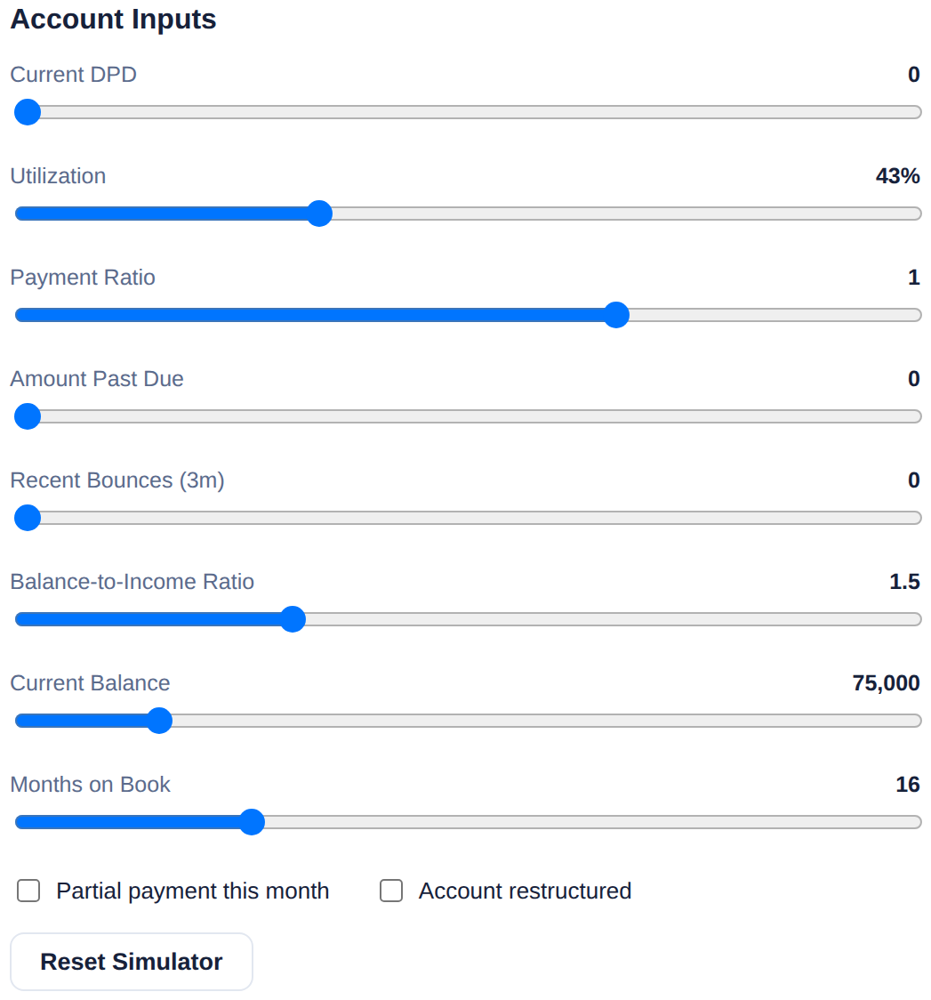 Account Inputs
Current DPD 0
Utilization 43%
Payment Ratio 1
Amount Past Due 0
Recent Bounces (3m) 0
Balance-to-Income Ratio 1.5
Current Balance 75,000
Months on Book 16
Partial payment this month Account restructured
Reset Simulator